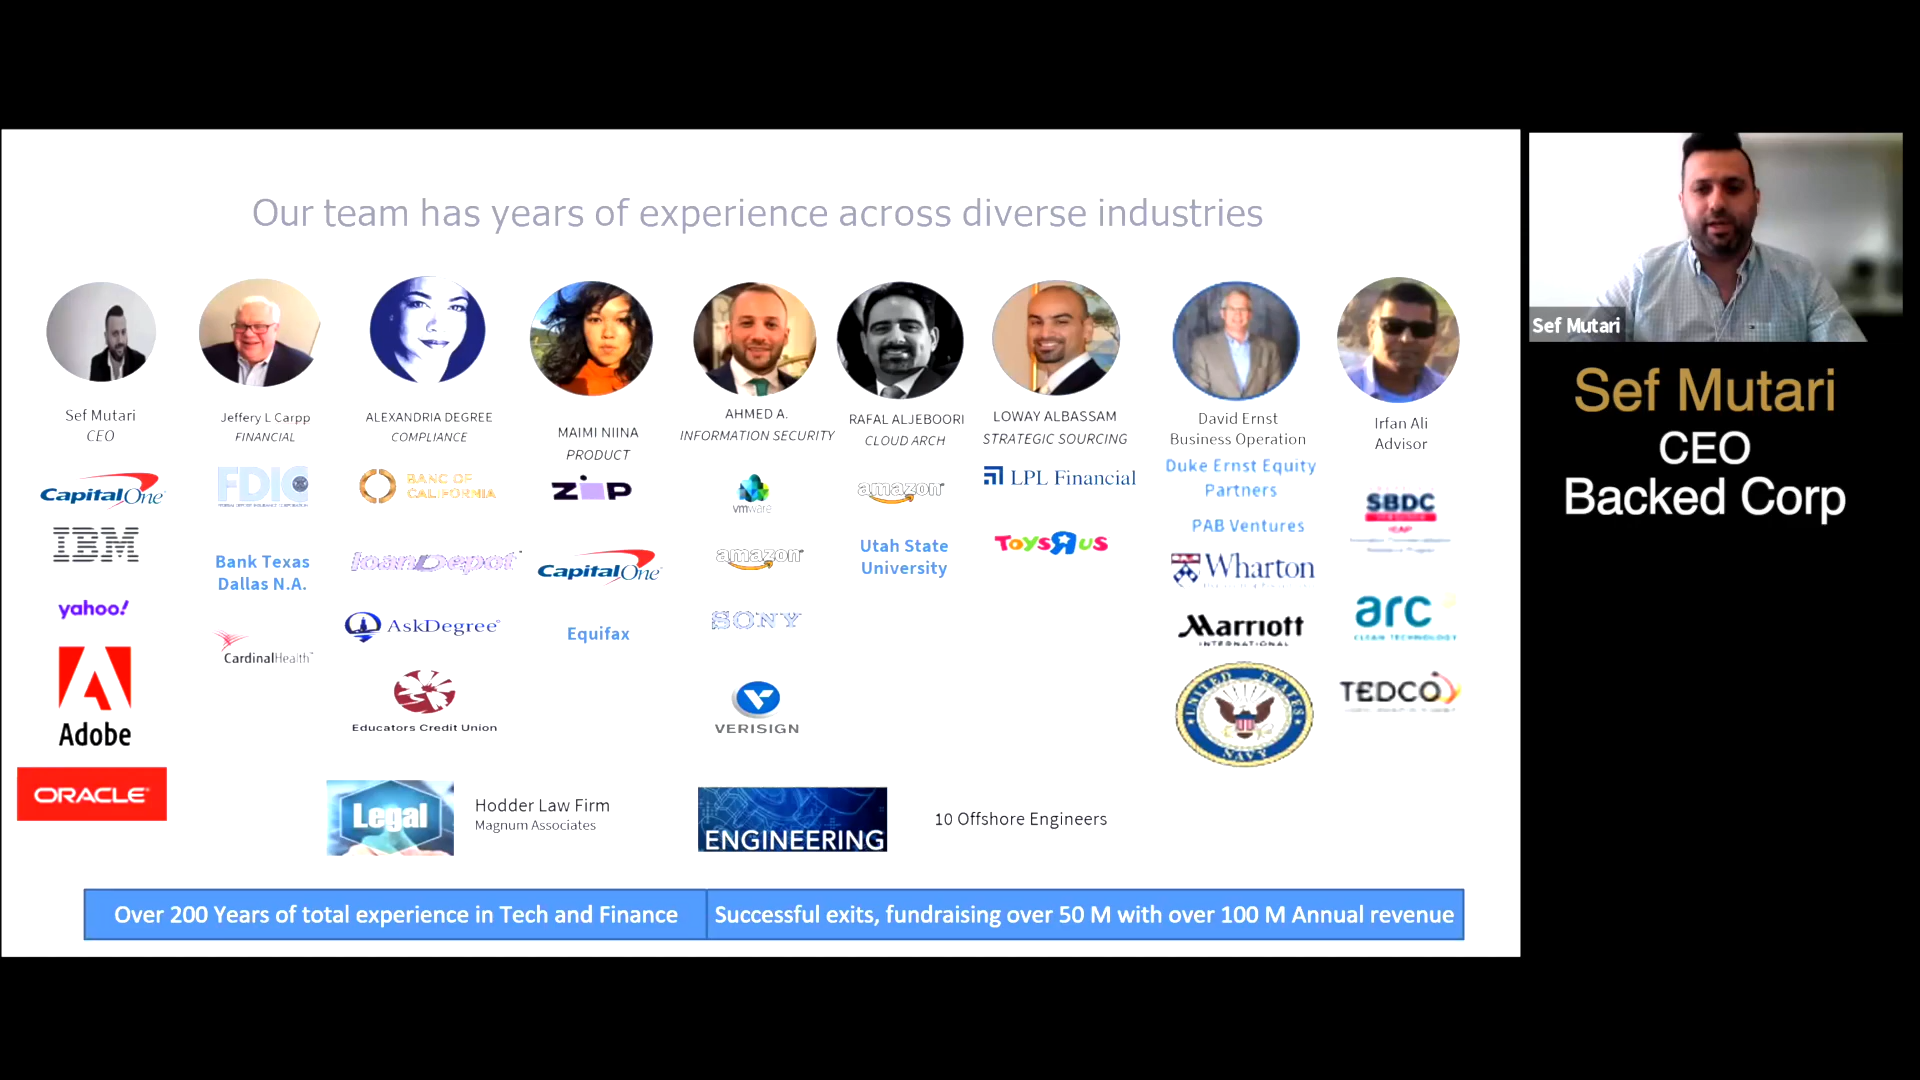 Our team has years of experience across diverse industries
Sef Mutari
CEO
Jeffery L Carpp
FINANCIAL
ALEXANDRIA DEGREE
COMPLIANCE
MAIMI NIINA
PRODUCT
AHMED A.
INFORMATION SECURITY
RAFAL ALJEBOORI
CLOUD ARCH
LOWAY ALBASSAM
STRATEGIC SOURCING
David Ernst
Business Operation
Irfan Ali
Advisor
Capital One
IBM
yahoo!
Adobe
ORACLE
FDIC
Bank Texas
Dallas N.A.
CardinalHealth
BANC OF
CALIFORNIA
loanDepot
AskDegree
Educators Credit Union
ZIP
Capital One
Equifax
vmware
amazon
SONY
VERISIGN
amazon
Utah State
University
LPL Financial
Toys R us
Duke Ernst Equity
Partners
PAB Ventures
Wharton
Marriott
INTERNATIONAL
UNITED STATES
NAVY
SBDC
arc
CLEAN TECHNOLOGY
TEDCO
Legal
Hodder Law Firm
Magnum Associates
ENGINEERING
10 Offshore Engineers
Over 200 Years of total experience in Tech and Finance
Successful exits, fundraising over 50 M with over 100 M Annual revenue
Sef Mutari
Sef Mutari
CEO
Backed Corp